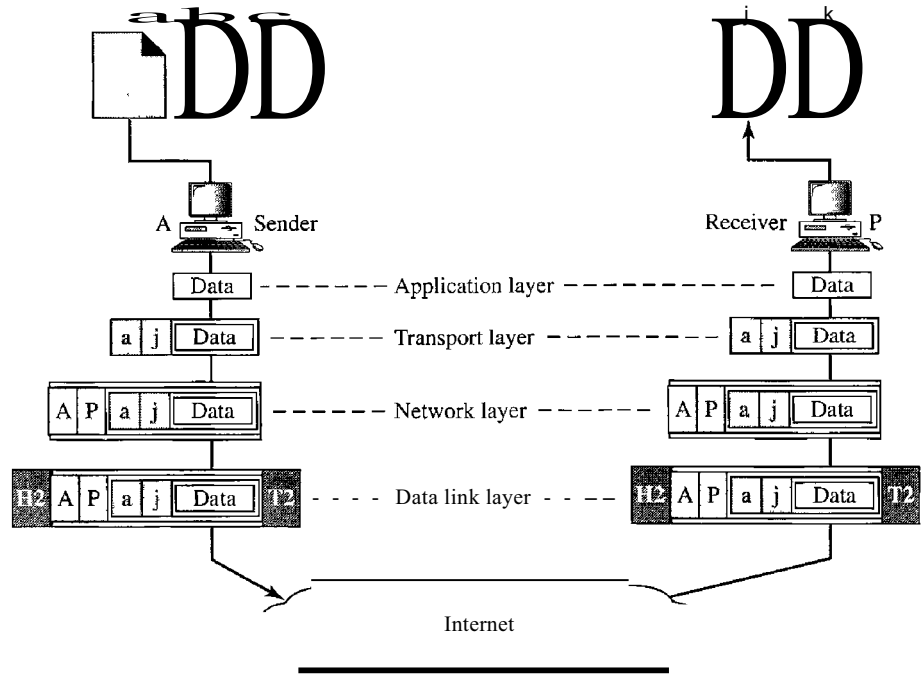 a b c
DD
j k
DD
A Sender
Receiver P
Data
Application layer
Data
a j Data
Transport layer
a j Data
A P a j Data
Network layer
A P a j Data
H2 A P a j Data T2
Data link layer
H2 A P a j Data T2
Internet